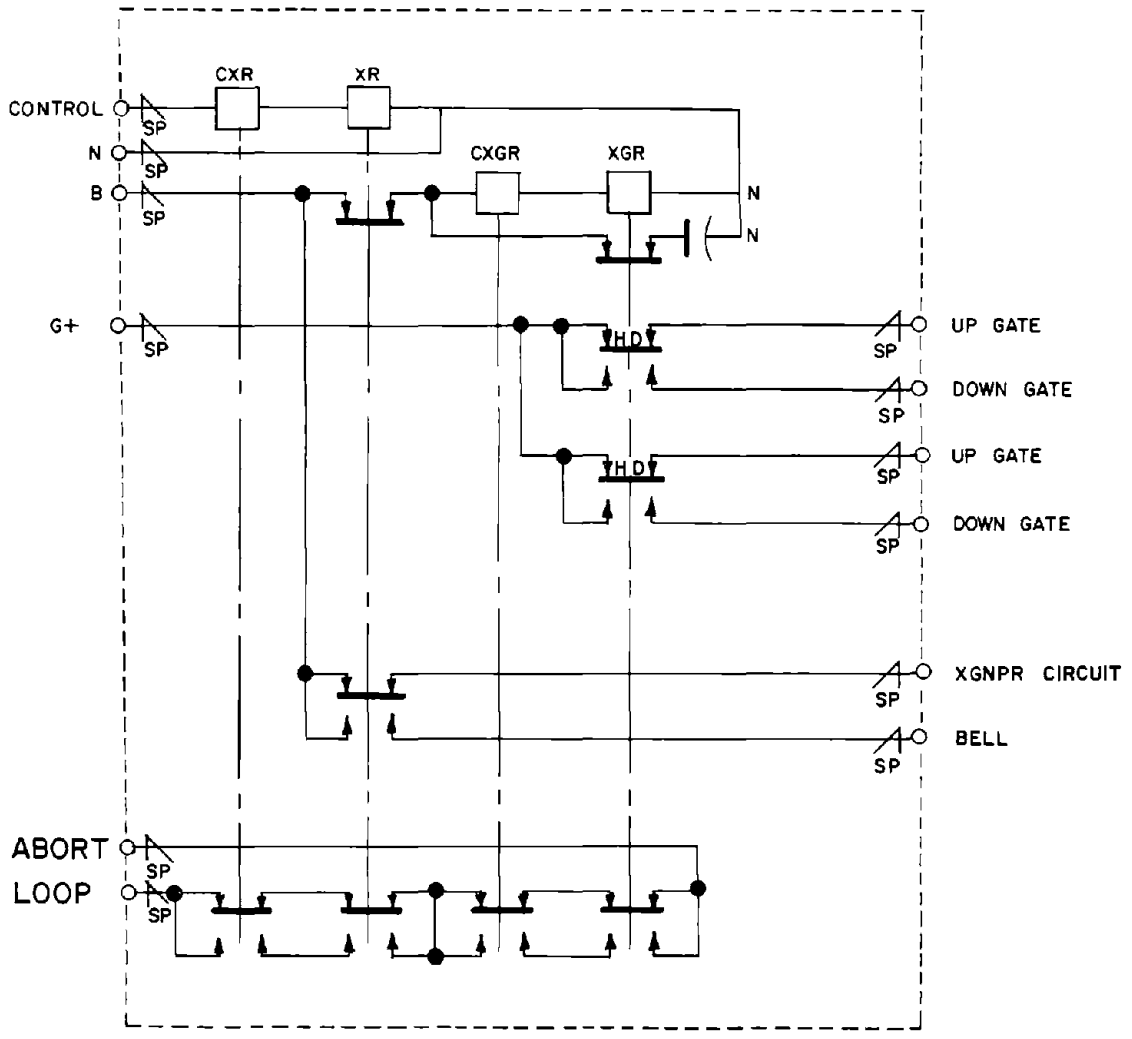 CXR XR
CONTROL SP
N SP
CXGR XGR
B SP N
N
G+ SP HD SP UP GATE
SP DOWN GATE
HD SP UP GATE
SP DOWN GATE
SP XGNPR CIRCUIT
SP BELL
ABORT SP
LOOP SP